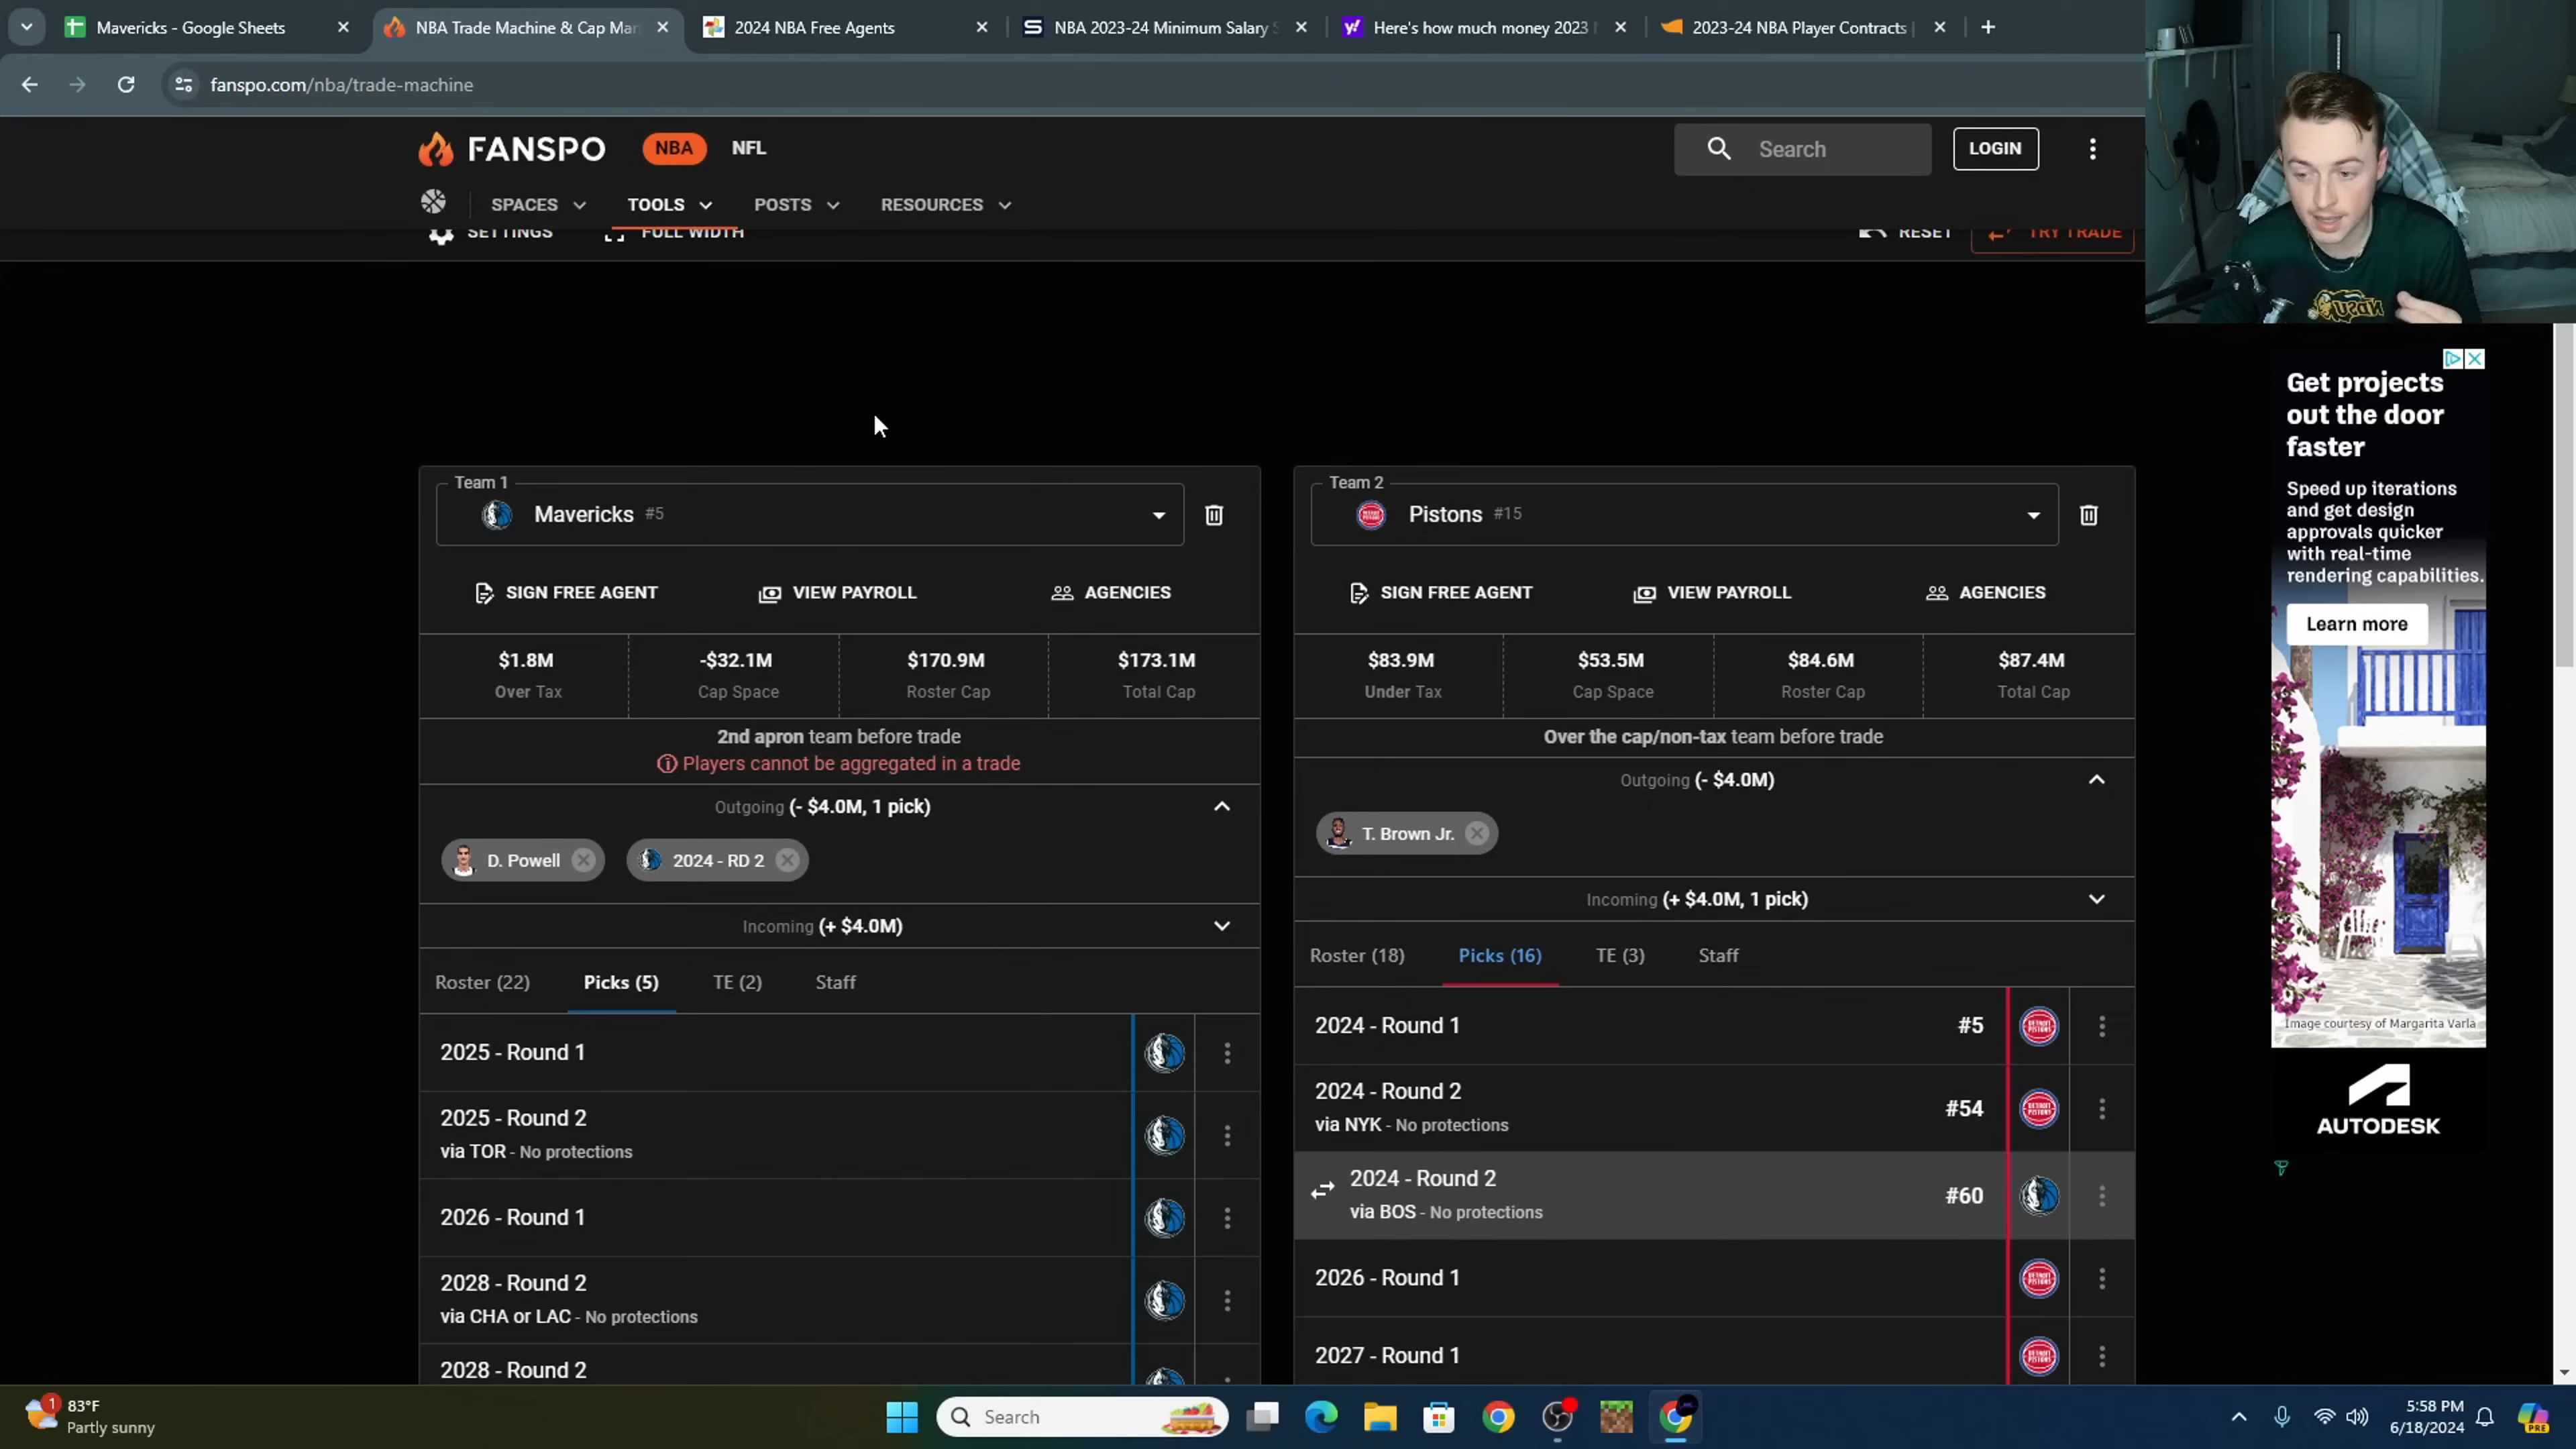 Mavericks - Google Sheets
NBA Trade Machine & Cap Man
2024 NBA Free Agents
NBA 2023-24 Minimum Salary S
Here's how much money 2023
2023-24 NBA Player Contracts |
fanspo.com/nba/trade-machine
FANSPO
NBA
NFL
Search
LOGIN
SPACES
TOOLS
POSTS
RESOURCES
SETTINGS
FULL WIDTH
RESET
TRY TRADE
Team 1
Mavericks #5
SIGN FREE AGENT
VIEW PAYROLL
AGENCIES
$1.8M
-$32.1M
$170.9M
$173.1M
Over Tax
Cap Space
Roster Cap
Total Cap
2nd apron team before trade
Players cannot be aggregated in a trade
Outgoing (- $4.0M, 1 pick)
D. Powell
2024 - RD 2
Incoming (+ $4.0M)
Roster (22)
Picks (5)
TE (2)
Staff
2025 - Round 1
2025 - Round 2
via TOR - No protections
2026 - Round 1
2028 - Round 2
via CHA or LAC - No protections
2028 - Round 2
Team 2
Pistons #15
SIGN FREE AGENT
VIEW PAYROLL
AGENCIES
$83.9M
$53.5M
$84.6M
$87.4M
Under Tax
Cap Space
Roster Cap
Total Cap
Over the cap/non-tax team before trade
Outgoing (- $4.0M)
T. Brown Jr.
Incoming (+ $4.0M, 1 pick)
Roster (18)
Picks (16)
TE (3)
Staff
2024 - Round 1
#5
2024 - Round 2
via NYK - No protections
#54
2024 - Round 2
via BOS - No protections
#60
2026 - Round 1
2027 - Round 1
Get projects
out the door
faster
Speed up iterations
and get design
approvals quicker
with real-time
rendering capabilities.
Learn more
Image courtesy of Margarita Varla
AUTODESK
NDSU
1
83°F
Partly sunny
Search
5:58 PM
6/18/2024
PRE